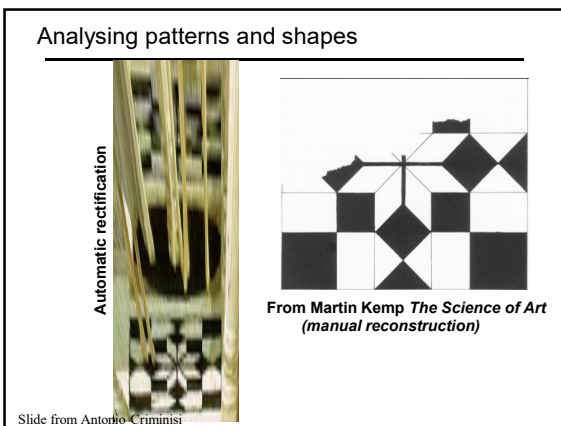 Analysing patterns and shapes
Automatic rectification
From Martin Kemp The Science of Art
(manual reconstruction)
Slide from Antonio Criminisi